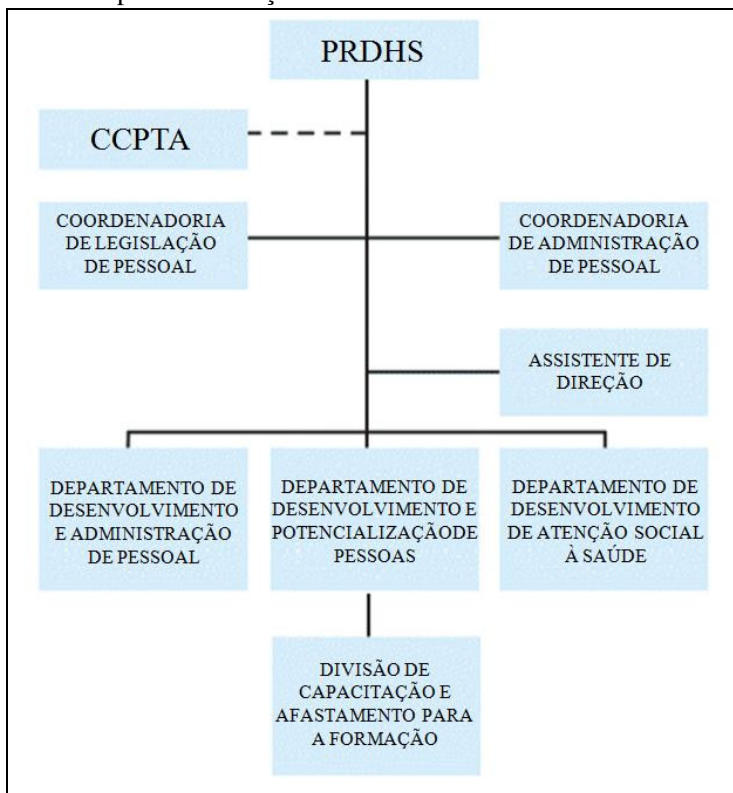 PRDHS
CCPTA
COORDENADORIA
DE LEGISLAÇÃO
DE PESSOAL
COORDENADORIA
DE ADMINISTRAÇÃO
DE PESSOAL
ASSISTENTE DE
DIREÇÃO
DEPARTAMENTO DE
DESENVOLVIMENTO
E ADMINISTRAÇÃO
DE PESSOAL
DEPARTAMENTO DE
DESENVOLVIMENTO E
POTENCIALIZAÇÃODE
PESSOAS
DEPARTAMENTO DE
DESENVOLVIMENTO
DE ATENÇÃO SOCIAL
À SAÚDE
DIVISÃO DE
CAPACITAÇÃO E
AFASTAMENTO PARA
A FORMAÇÃO